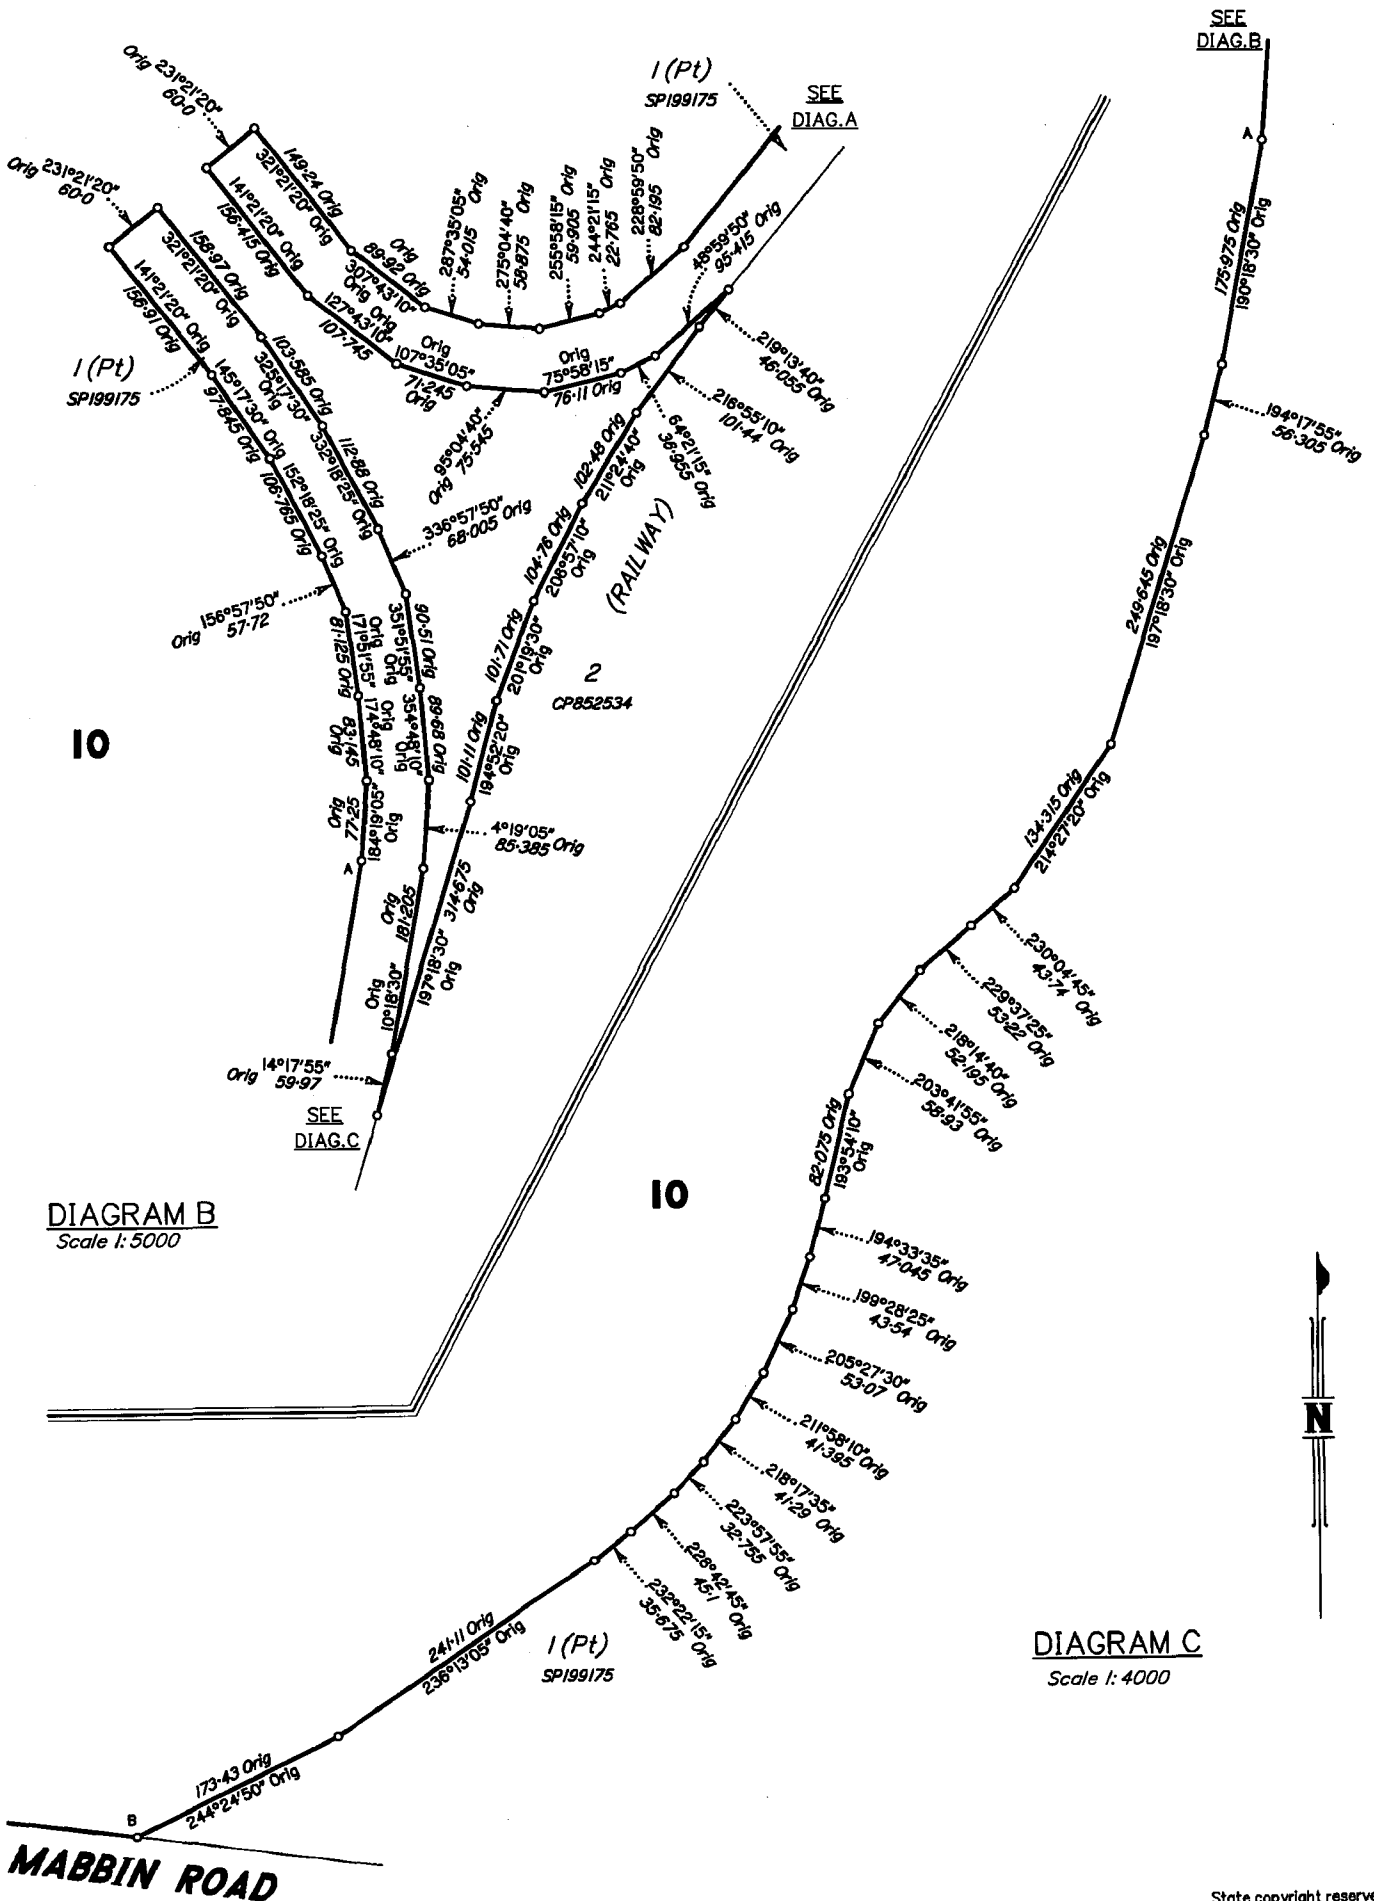 SEE
DIAG.B
1 (Pt)
SP199175
SEE
DIAG.A
Orig 231°21'20"
60·0
Orig 231°21'20"
60·0
149·24 Orig
321°21'20" Orig
141°21'20" Orig
156·415 Orig
Orig
89·92
307°43'10"
Orig
287°35'05" Orig
54·015
275°04'40" Orig
58·875
255°58'15" Orig
59·905
244°21'15" Orig
22·765
228°59'50" Orig
82·195
48°59'50" Orig
95·415
158·97 Orig
321°21'20" Orig
141°21'20" Orig
156·91 Orig
Orig
127°43'10"
107·745
Orig
107°35'05"
71·245
Orig
Orig
75°58'15"
76·11 Orig
95°04'40"
Orig 75·545
64°21'15"
36·955 Orig
219°13'40"
46·055 Orig
216°55'10"
101·44 Orig
1 (Pt)
SP199175
103·585 Orig
325°17'30"
Orig
145°17'30" Orig
97·845 Orig
112·88 Orig
332°18'25" Orig
152°18'25" Orig
106·765 Orig
102·48 Orig
211°24'40"
Orig
336°57'50"
68·005 Orig
104·76 Orig
206°57'10"
Orig
(RAILWAY)
Orig 156°57'50"
57·72
90·51 Orig
351°51'55"
Orig
Orig
171°51'55"
81·125 Orig
101·71 Orig
201°19'30"
Orig
2
CP852534
89·68 Orig
354°48'10"
Orig
Orig
174°48'10"
83·145
Orig
101·11 Orig
194°52'20"
Orig
10
184°19'05"
Orig
77·25
Orig
A
4°19'05"
85·385 Orig
Orig
181·205
10°18'30"
Orig
314·675
Orig
197°18'30"
Orig
Orig 14°17'55"
59·97
SEE
DIAG.C
DIAGRAM B
Scale 1:5000
A
175·975 Orig
190°18'30" Orig
194°17'55"
56·305 Orig
249·645 Orig
197°18'30" Orig
134·315 Orig
214°27'20" Orig
230°04'45"
43·74 Orig
229°37'25"
53·22 Orig
218°14'40"
52·195 Orig
203°41'55"
58·93 Orig
82·075 Orig
193°54'10"
Orig
10
194°33'35"
47·045 Orig
199°28'25"
43·54 Orig
205°27'30"
53·07 Orig
211°58'10"
41·395 Orig
218°17'35"
41·29 Orig
223°57'55"
32·755 Orig
228°42'45"
45·1 Orig
232°22'15"
35·675 Orig
N
241·11 Orig
236°13'05" Orig
1 (Pt)
SP199175
DIAGRAM C
Scale 1:4000
173·43 Orig
244°24'50" Orig
B
MABBIN ROAD
State copyright reserve